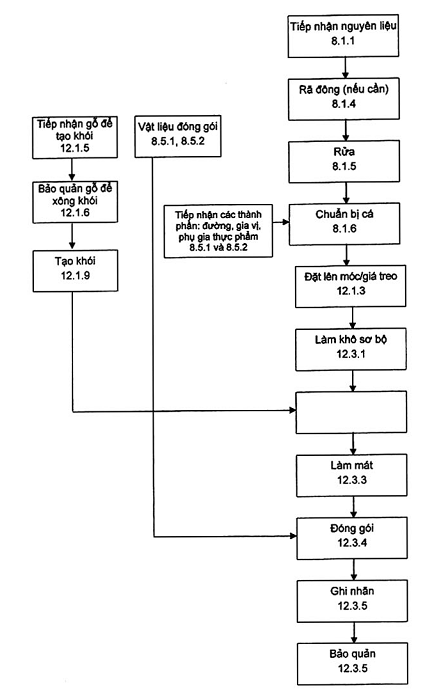 Tiếp nhận nguyên liệu
8.1.1
Rã đông (nếu cần)
8.1.4
Tiếp nhận gỗ để
tạo khói
12.1.5
Vật liệu đóng gói
8.5.1, 8.5.2
Rửa
8.1.5
Bảo quản gỗ để
xông khói
12.1.6
Tiếp nhận các thành
phần: đường, gia vị,
phụ gia thực phẩm
8.5.1 và 8.5.2
Chuẩn bị cá
8.1.6
Tạo khói
12.1.9
Đặt lên móc/giá treo
12.1.3
Làm khô sơ bộ
12.3.1
Làm mát
12.3.3
Đóng gói
12.3.4
Ghi nhãn
12.3.5
Bảo quản
12.3.5